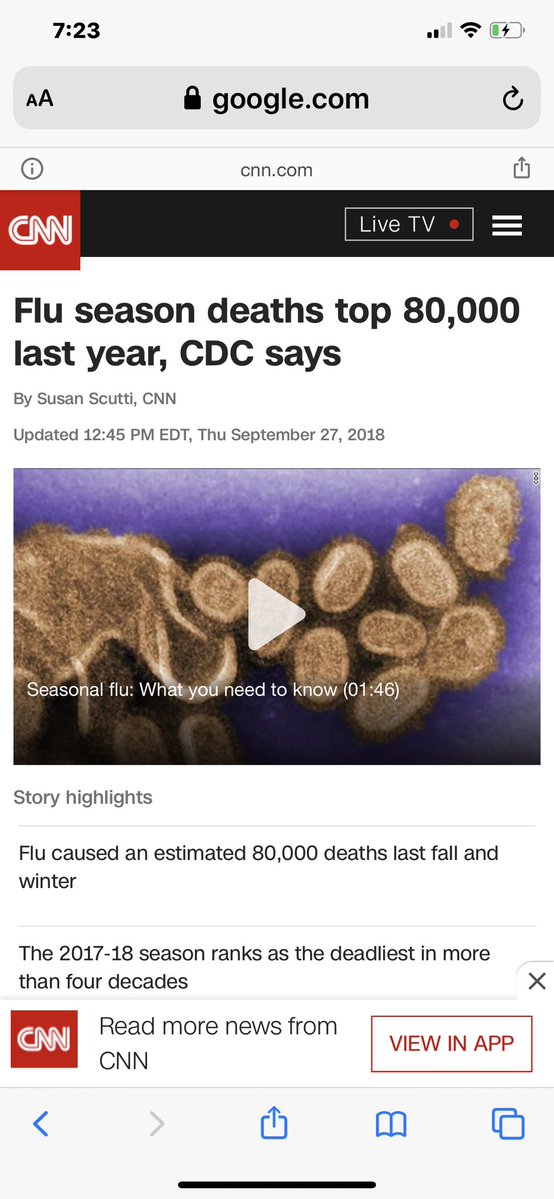 7:23
AA
google.com
cnn.com
CNN
Live TV
Flu season deaths top 80,000
last year, CDC says
By Susan Scutti, CNN
Updated 12:45 PM EDT, Thu September 27, 2018
CDC
Seasonal flu: What you need to know (01:46)
Story highlights
Flu caused an estimated 80,000 deaths last fall and
winter
The 2017-18 season ranks as the deadliest in more
than four decades
CNN
Read more news from
CNN
VIEW IN APP